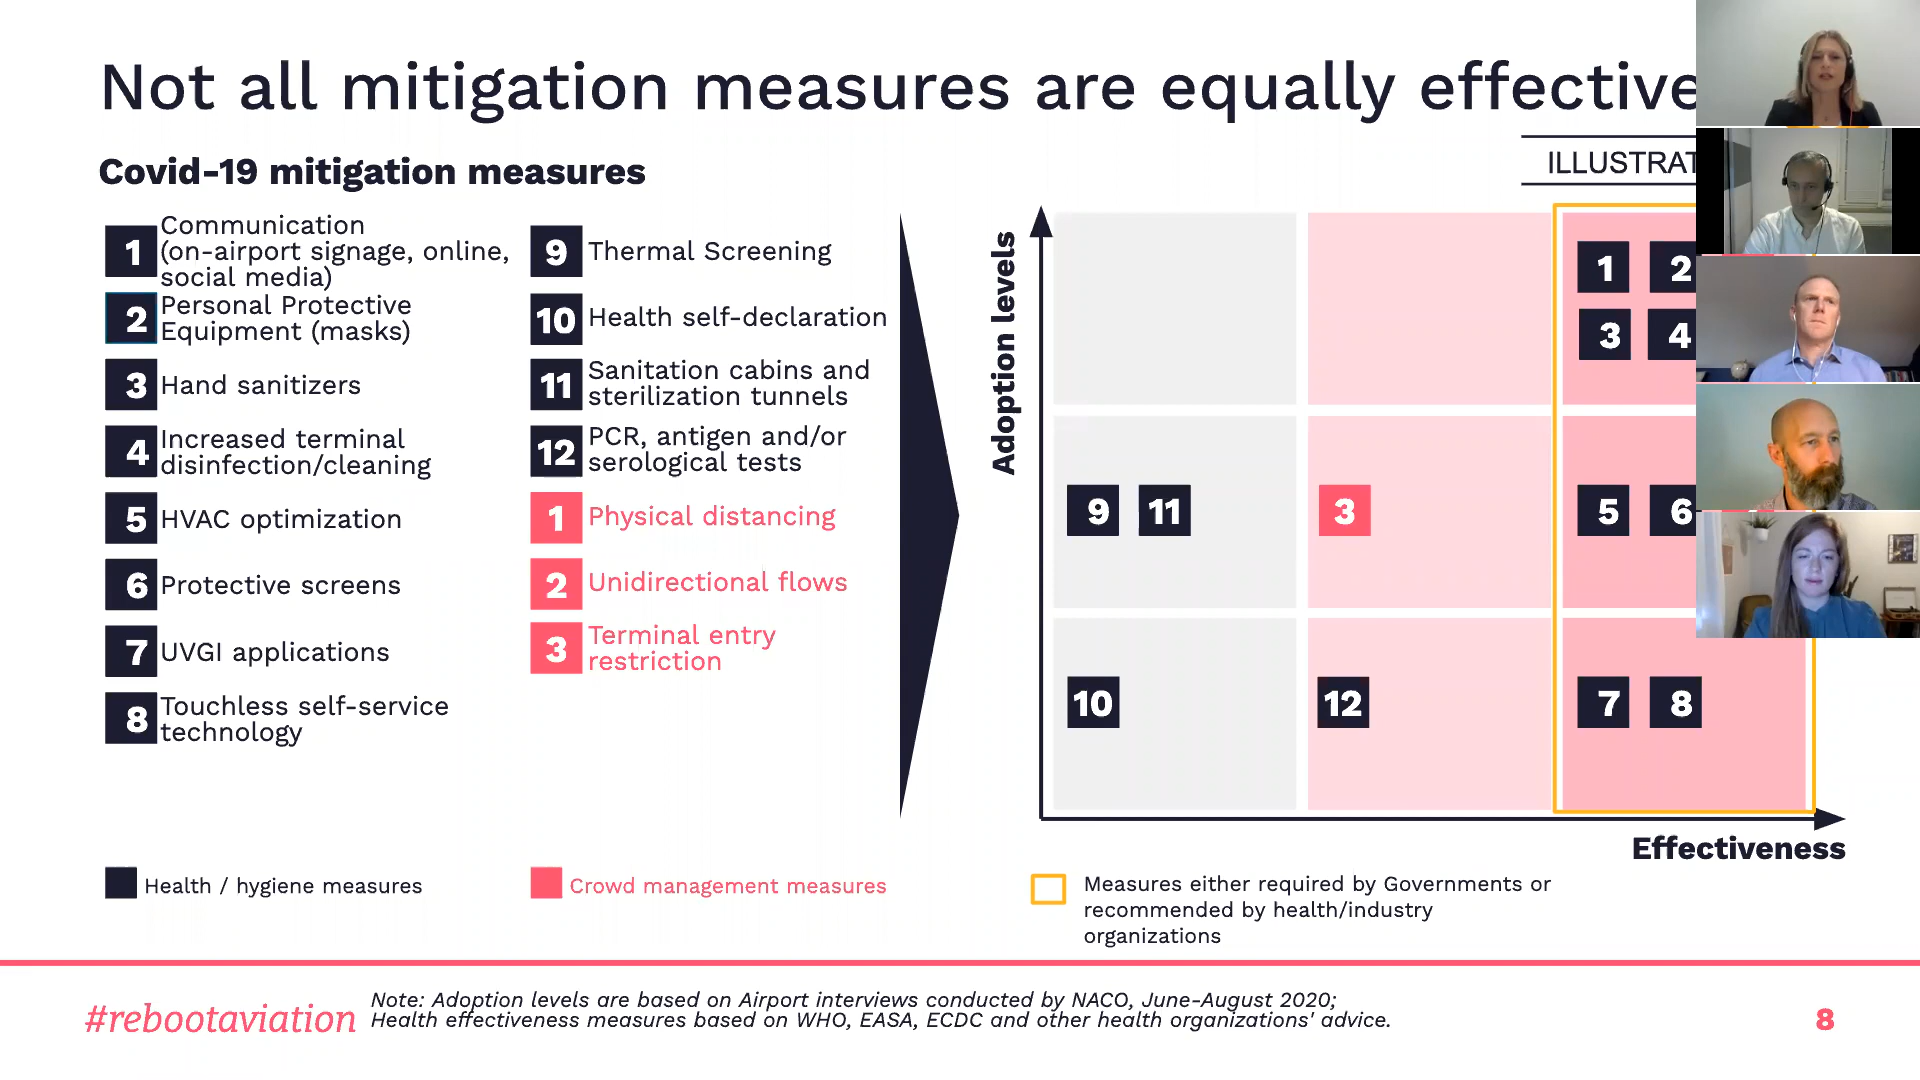 Not all mitigation measures are equally effective
Covid-19 mitigation measures
ILLUSTRAT
1 Communication
(on-airport signage, online,
social media)
2 Personal Protective
Equipment (masks)
3 Hand sanitizers
4 Increased terminal
disinfection/cleaning
5 HVAC optimization
6 Protective screens
7 UVGI applications
8 Touchless self-service
technology
9 Thermal Screening
10 Health self-declaration
11 Sanitation cabins and
sterilization tunnels
12 PCR, antigen and/or
serological tests
1 Physical distancing
2 Unidirectional flows
3 Terminal entry
restriction
Adoption levels
1 2
3 4
9 11 3 5 6
10 12 7 8
Effectiveness
Health / hygiene measures
Crowd management measures
Measures either required by Governments or
recommended by health/industry
organizations
#rebootaviation
Note: Adoption levels are based on Airport interviews conducted by NACO, June-August 2020;
Health effectiveness measures based on WHO, EASA, ECDC and other health organizations' advice.
8